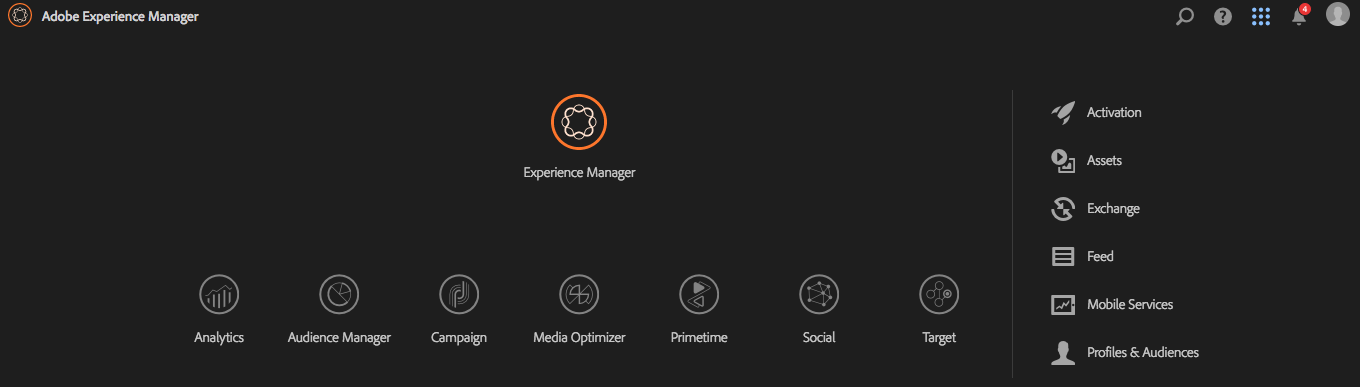 Adobe Experience Manager
4
Experience Manager
Analytics
Audience Manager
Campaign
Media Optimizer
Primetime
Social
Target
Activation
Assets
Exchange
Feed
Mobile Services
Profiles & Audiences